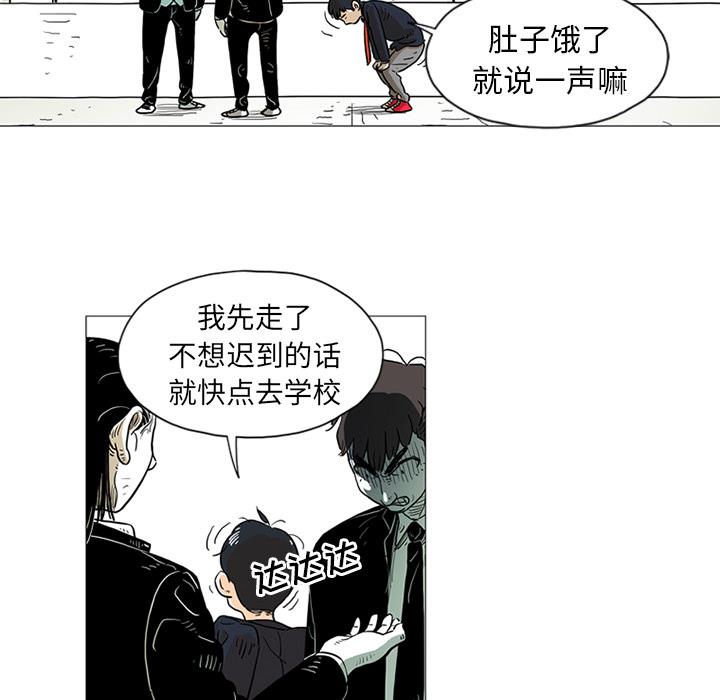 肚子饿了
就说一声嘛
我先走了
不想迟到的话
就快点去学校
达达达